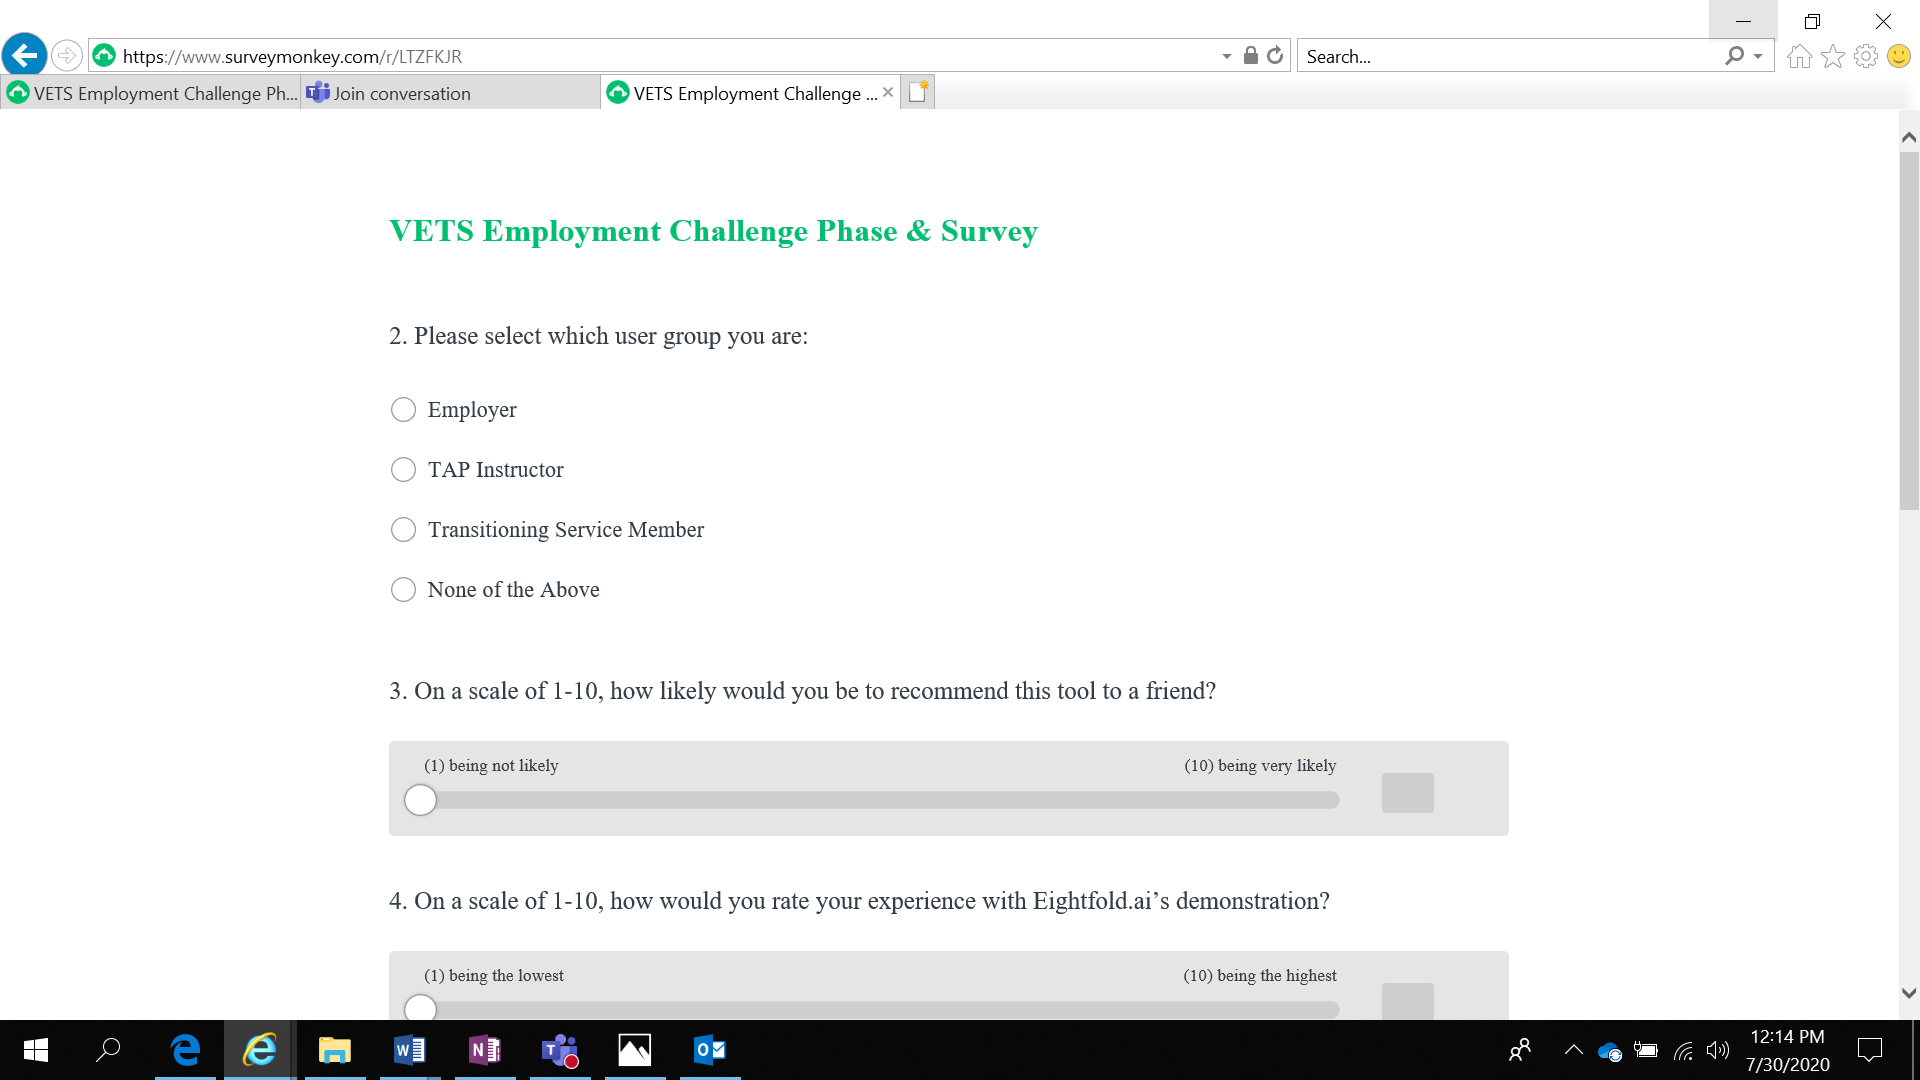 https://www.surveymonkey.com/r/LTZFKJR
Search...
VETS Employment Challenge Ph...
Join conversation
VETS Employment Challenge ...
VETS Employment Challenge Phase & Survey
2. Please select which user group you are:
Employer
TAP Instructor
Transitioning Service Member
None of the Above
3. On a scale of 1-10, how likely would you be to recommend this tool to a friend?
(1) being not likely
(10) being very likely
4. On a scale of 1-10, how would you rate your experience with Eightfold.ai’s demonstration?
(1) being the lowest
(10) being the highest
12:14 PM
7/30/2020